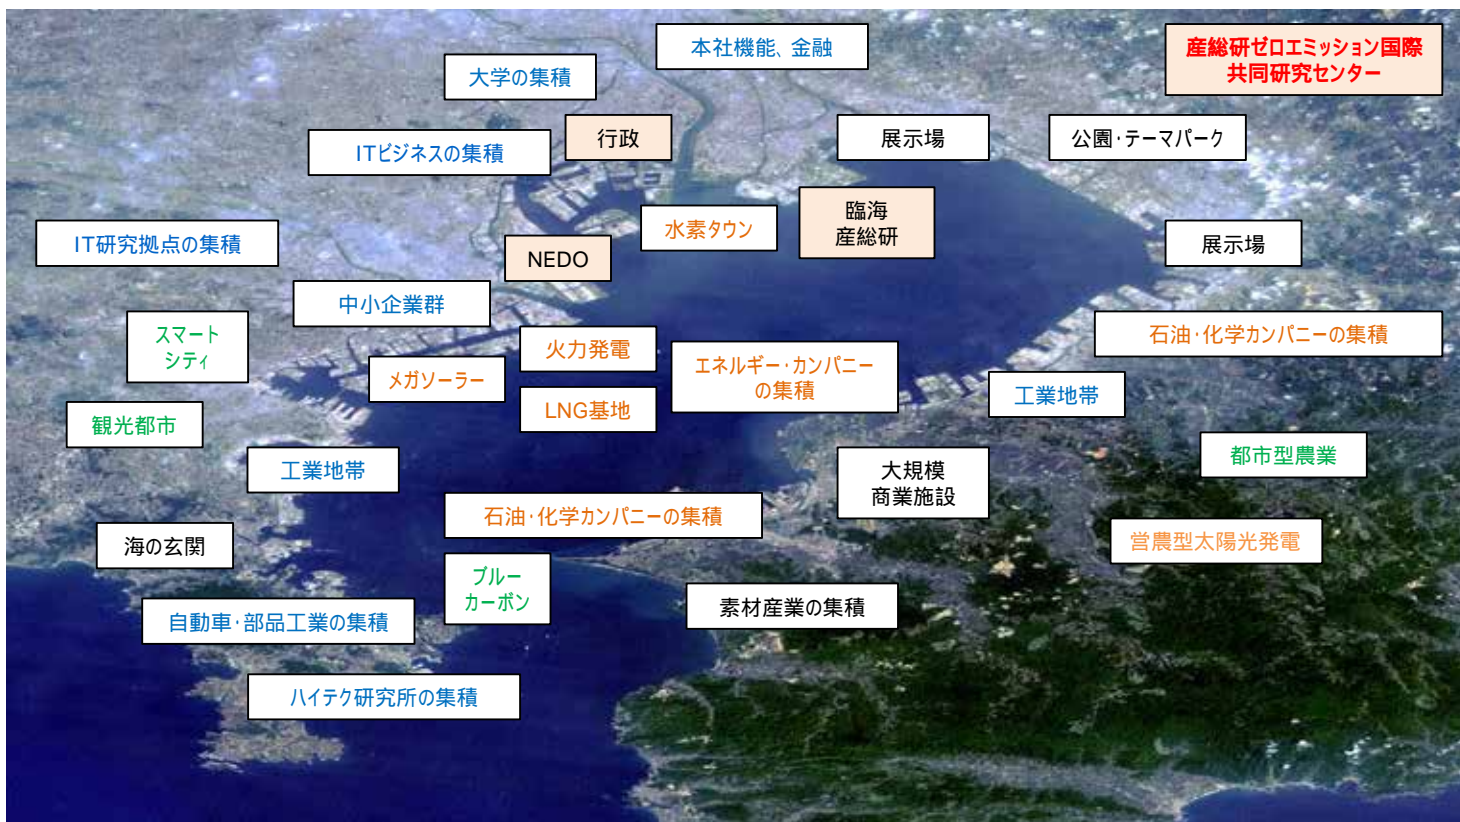 本社機能、金融
産総研ゼロエミッション国際
共同研究センター
大学の集積
行政
展示場
公園・テーマパーク
ITビジネスの集積
水素タウン
臨海
産総研
IT研究拠点の集積
NEDO
展示場
中小企業群
スマート
シティ
火力発電
石油・化学カンパニーの集積
メガソーラー
エネルギー・カンパニー
の集積
LNG基地
工業地帯
観光都市
都市型農業
工業地帯
大規模
商業施設
石油・化学カンパニーの集積
海の玄関
営農型太陽光発電
ブルー
カーボン
素材産業の集積
自動車・部品工業の集積
ハイテク研究所の集積